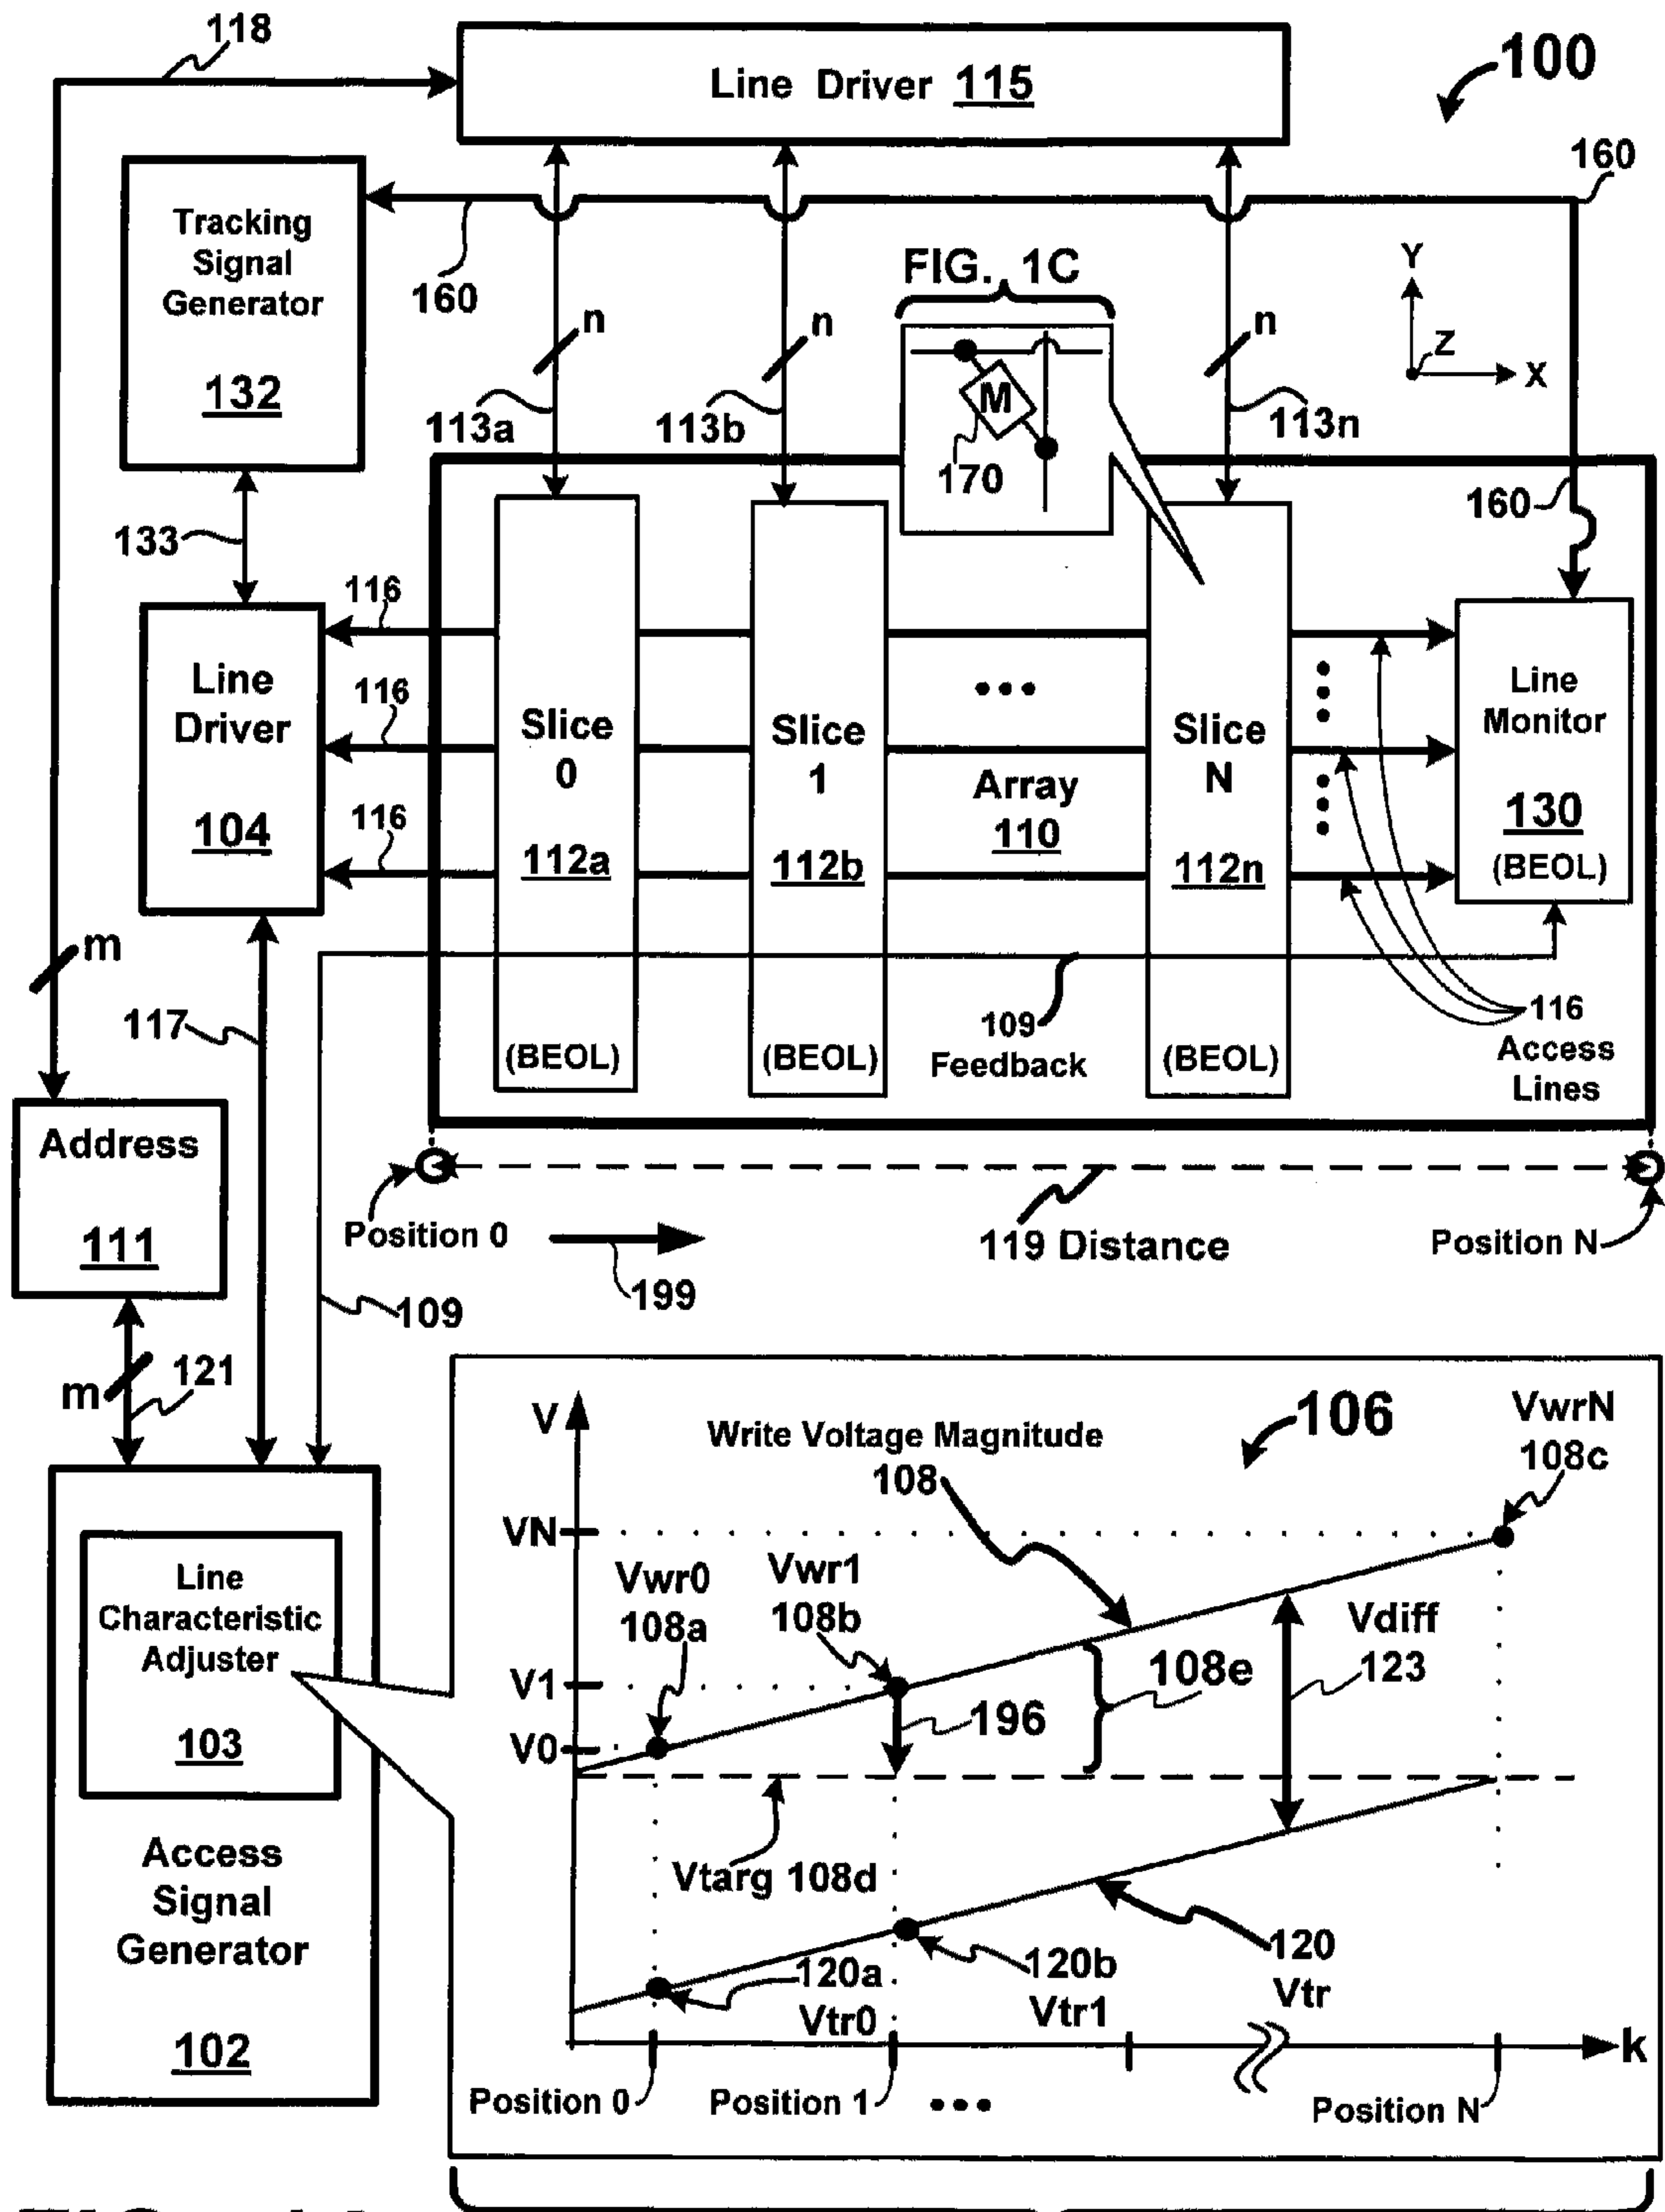 118
Line Driver 115
100
160
Tracking
Signal
Generator
132
160
FIG. 1C
Y
Z
X
n
n
n
M
170
113a
113b
113n
160
133
116
116
116
Line
Driver
104
Slice
0
112a
(BEOL)
Slice
1
112b
(BEOL)
•••
Array
110
Slice
N
112n
(BEOL)
Line
Monitor
130
(BEOL)
m
117
109
Feedback
116
Access
Lines
Address
111
Position 0
199
119 Distance
Position N
109
m
121
V
Write Voltage Magnitude
108
106
VwrN
108c
VN
Vwr0
108a
Vwr1
108b
Vdiff
123
V1
V0
196
108e
Line
Characteristic
Adjuster
103
Access
Signal
Generator
102
Vtarg 108d
120a
Vtr0
120b
Vtr1
120
Vtr
k
Position 0
Position 1
•••
Position N